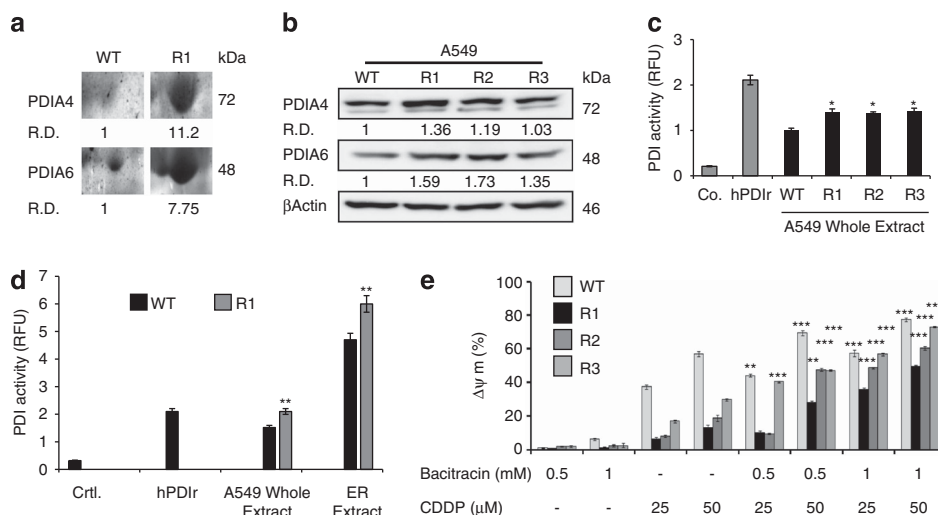 a
WT R1 kDa
PDIA4 72
R.D. 1 11.2
PDIA6 48
R.D. 1 7.75
b
A549
WT R1 R2 R3 kDa
PDIA4 72
R.D. 1 1.36 1.19 1.03
PDIA6 48
R.D. 1 1.59 1.73 1.35
βActin 46
c
PDI activity (RFU)
3
2
1
0
* * *
Co. hPDIr WT R1 R2 R3
A549 Whole Extract
d
PDI activity (RFU)
7
6
5
4
3
2
1
0
WT R1
** **
Crtl. hPDIr A549 Whole Extract ER Extract
e
Δψ m (%)
100
80
60
40
20
0
WT
R1
R2
R3
** *** *** ** *** *** *** *** *** *** *** *** **
Bacitracin (mM) 0.5 1 - - 0.5 0.5 1 1
CDDP (μM) - - 25 50 25 50 25 50